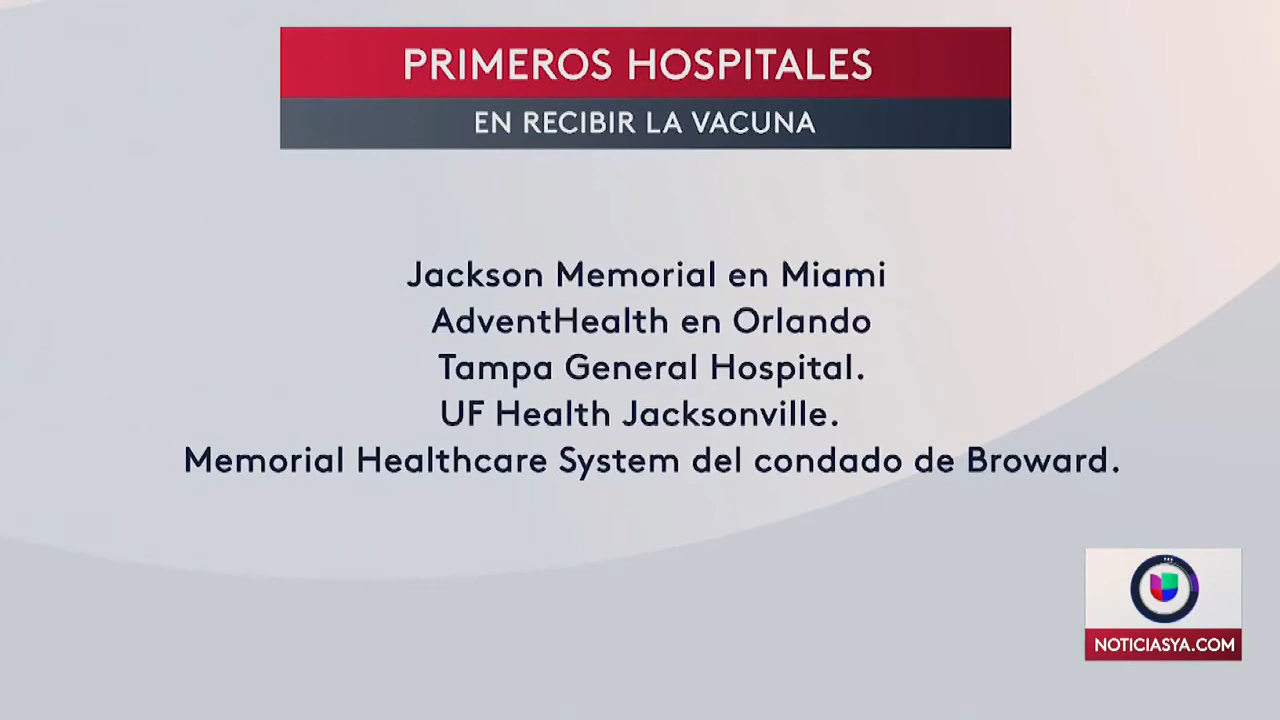 PRIMEROS HOSPITALES
EN RECIBIR LA VACUNA
Jackson Memorial en Miami
AdventHealth en Orlando
Tampa General Hospital.
UF Health Jacksonville.
Memorial Healthcare System del condado de Broward.
NOTICIASYA.COM